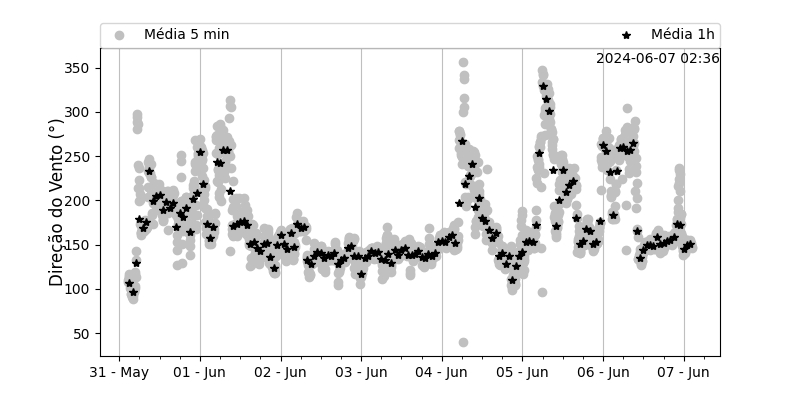 Média 5 min
Média 1h
2024-06-07 02:36
Direção do Vento (°)
350
300
250
200
150
100
50
31 - May
01 - Jun
02 - Jun
03 - Jun
04 - Jun
05 - Jun
06 - Jun
07 - Jun